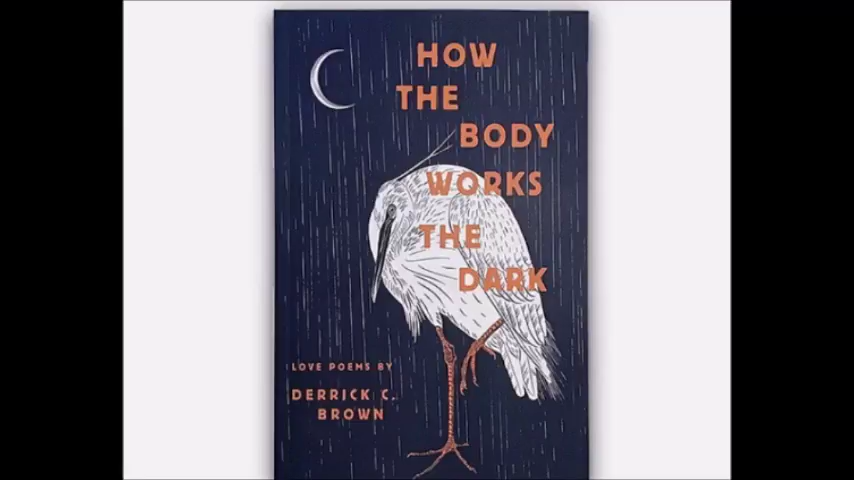 HOW
THE
BODY
WORKS
THE
DARK
LOVE POEMS BY
DERRICK C.
BROWN